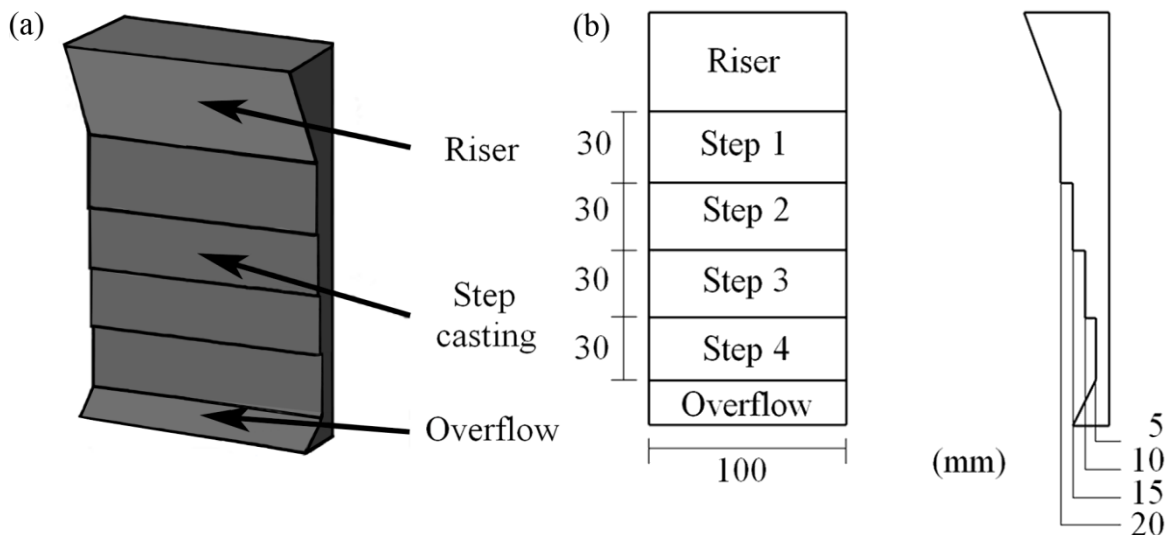 (a)
Riser
Step
casting
Overflow
(b)
Riser
30
Step 1
30
Step 2
30
Step 3
30
Step 4
Overflow
100
(mm)
5
10
15
20